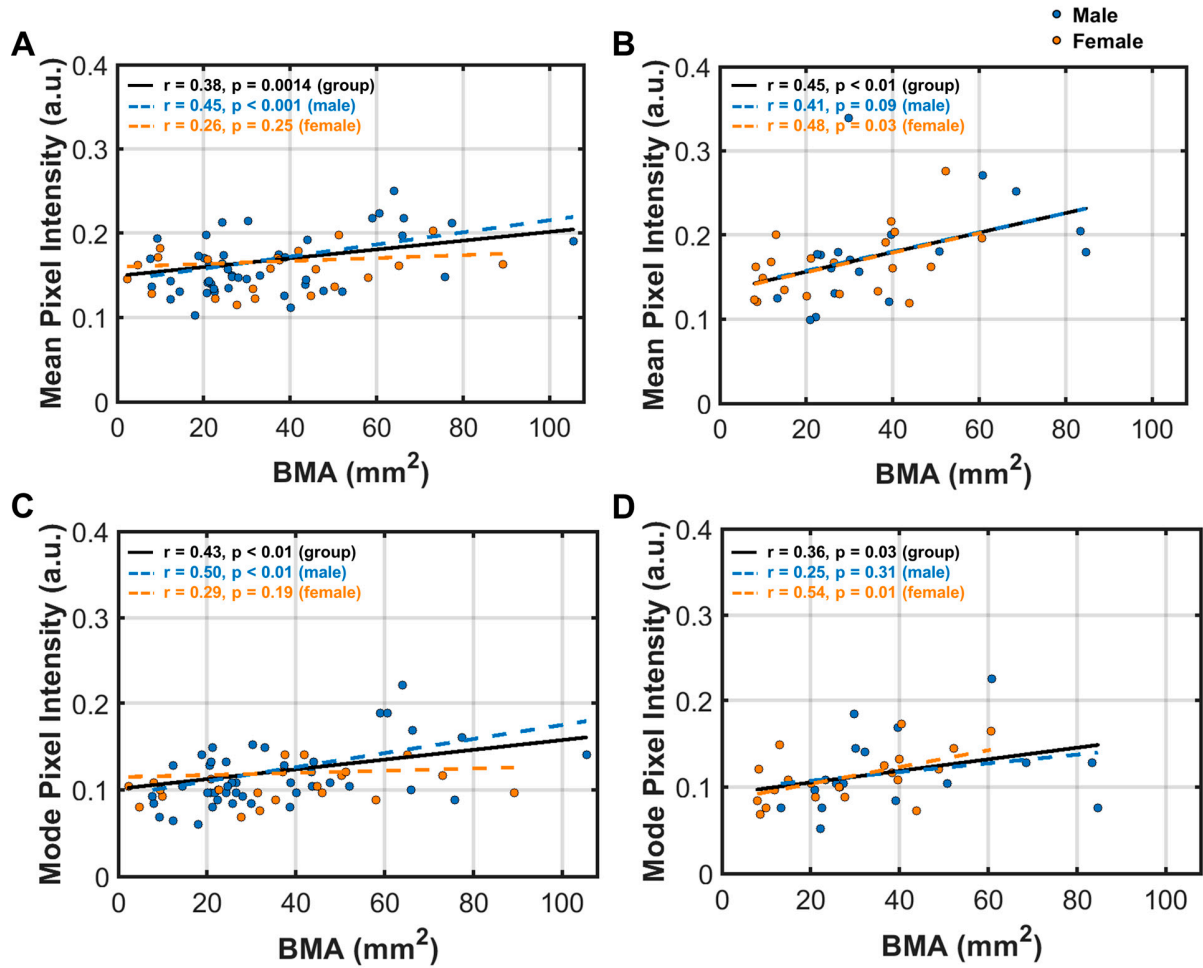 Male
Female
A
r = 0.38, p = 0.0014 (group)
r = 0.45, p < 0.001 (male)
r = 0.26, p = 0.25 (female)
0.4
0.3
0.2
0.1
0
Mean Pixel Intensity (a.u.)
0 20 40 60 80 100
BMA (mm²)
B
r = 0.45, p < 0.01 (group)
r = 0.41, p = 0.09 (male)
r = 0.48, p = 0.03 (female)
0.4
0.3
0.2
0.1
0
Mean Pixel Intensity (a.u.)
0 20 40 60 80 100
BMA (mm²)
C
r = 0.43, p < 0.01 (group)
r = 0.50, p < 0.01 (male)
r = 0.29, p = 0.19 (female)
0.4
0.3
0.2
0.1
0
Mode Pixel Intensity (a.u.)
0 20 40 60 80 100
BMA (mm²)
D
r = 0.36, p = 0.03 (group)
r = 0.25, p = 0.31 (male)
r = 0.54, p = 0.01 (female)
0.4
0.3
0.2
0.1
0
Mode Pixel Intensity (a.u.)
0 20 40 60 80 100
BMA (mm²)